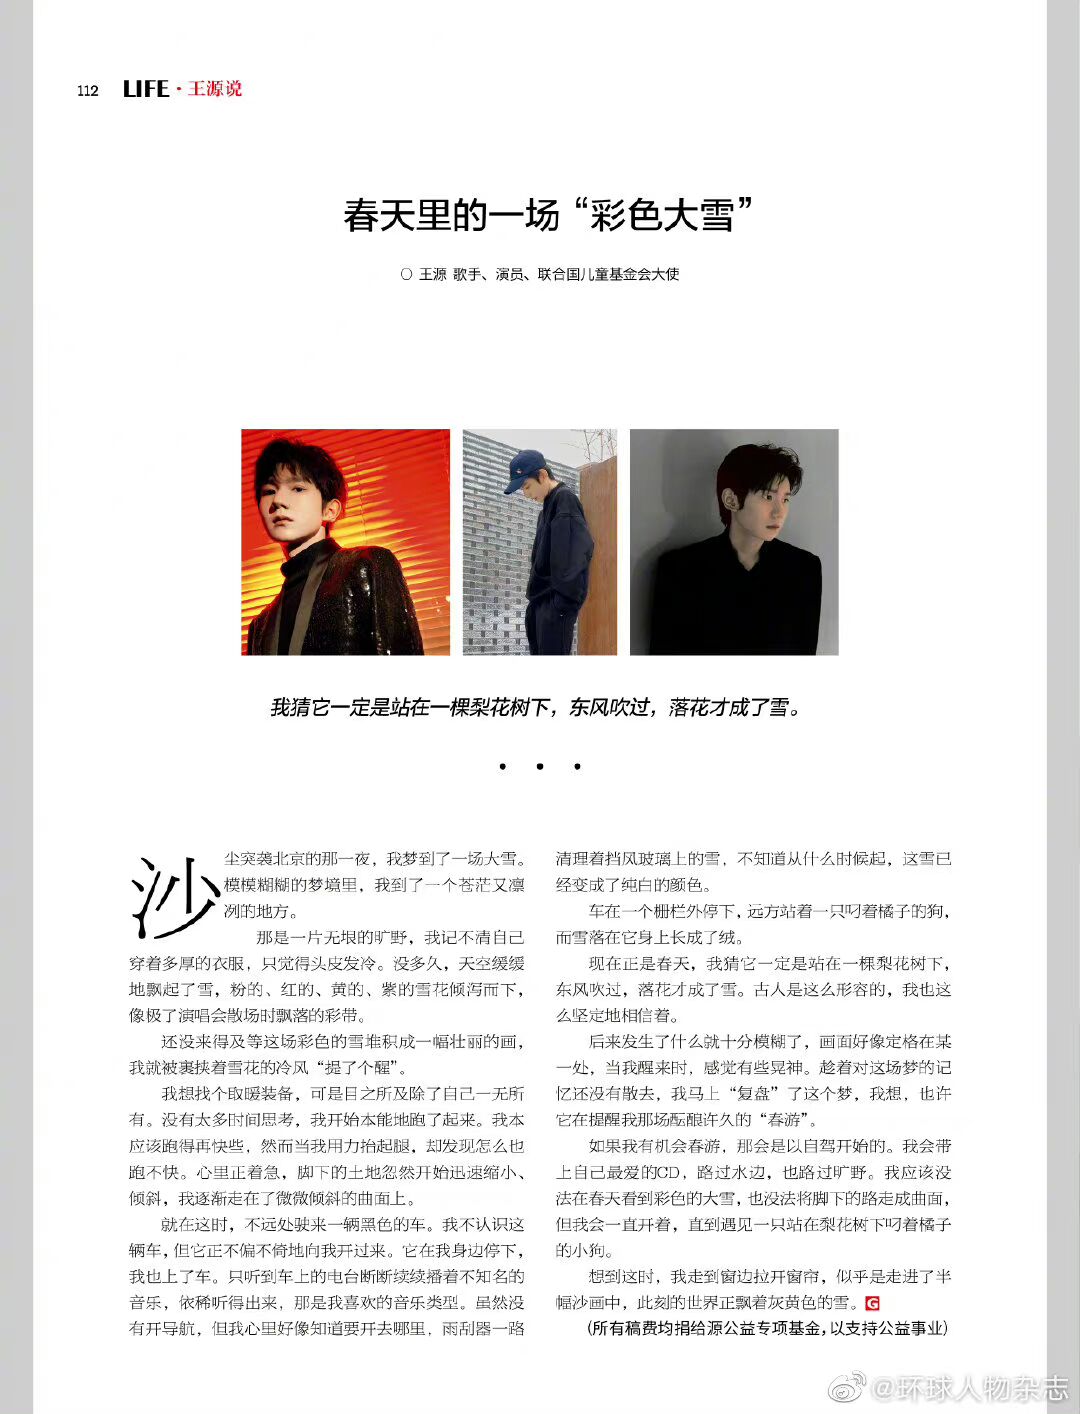 112 LIFE·王源说
春天里的一场“彩色大雪”
○ 王源 歌手、演员、联合国儿童基金会大使
我猜它一定是站在一棵梨花树下，东风吹过，落花才成了雪。
• • •
沙尘突袭北京的那一夜，我梦到了一场大雪。
模模糊糊的梦境里，我到了一个苍茫又凛
冽的地方。
那是一片无垠的旷野，我记不清自己
穿着多厚的衣服，只觉得头皮发冷。没多久，天空缓缓
地飘起了雪，粉的、红的、黄的、紫的雪花倾泻而下，
像极了演唱会散场时飘落的彩带。
还没来得及等这场彩色的雪堆积成一幅壮丽的画，
我就被裹挟着雪花的冷风“提了个醒”。
我想找个取暖装备，可是目之所及除了自己一无所
有。没有太多时间思考，我开始本能地跑了起来。我本
应该跑得再快些，然而当我用力抬起腿，却发现怎么也
跑不快。心里正着急，脚下的土地忽然开始迅速缩小、
倾斜，我逐渐走在了微微倾斜的曲面上。
就在这时，不远处驶来一辆黑色的车。我不认识这
辆车，但它正不偏不倚地向我开过来。它在我身边停下，
我也上了车。只听到车上的电台断断续续播着不知名的
音乐，依稀听得出来，那是我喜欢的音乐类型。虽然没
有开导航，但我心里好像知道要开去哪里，雨刮器一路
清理着挡风玻璃上的雪，不知道从什么时候起，这雪已
经变成了纯白的颜色。
车在一个栅栏外停下，远方站着一只叼着橘子的狗，
而雪落在它身上长成了绒。
现在正是春天，我猜它一定是站在一棵梨花树下，
东风吹过，落花才成了雪。古人是这么形容的，我也这
么坚定地相信着。
后来发生了什么就十分模糊了，画面好像定格在某
一处，当我醒来时，感觉有些晃神。趁着对这场梦的记
忆还没有散去，我马上“复盘”了这个梦，我想，也许
它在提醒我那场酝酿许久的“春游”。
如果我有机会春游，那会是以自驾开始的。我会带
上自己最爱的CD，路过水边，也路过旷野。我应该没
法在春天看到彩色的大雪，也没法将脚下的路走成曲面，
但我会一直开着，直到遇见一只站在梨花树下叼着橘子
的小狗。
想到这时，我走到窗边拉开窗帘，似乎是走进了半
幅沙画中，此刻的世界正飘着灰黄色的雪。G
（所有稿费均捐给源公益专项基金，以支持公益事业）
@环球人物杂志